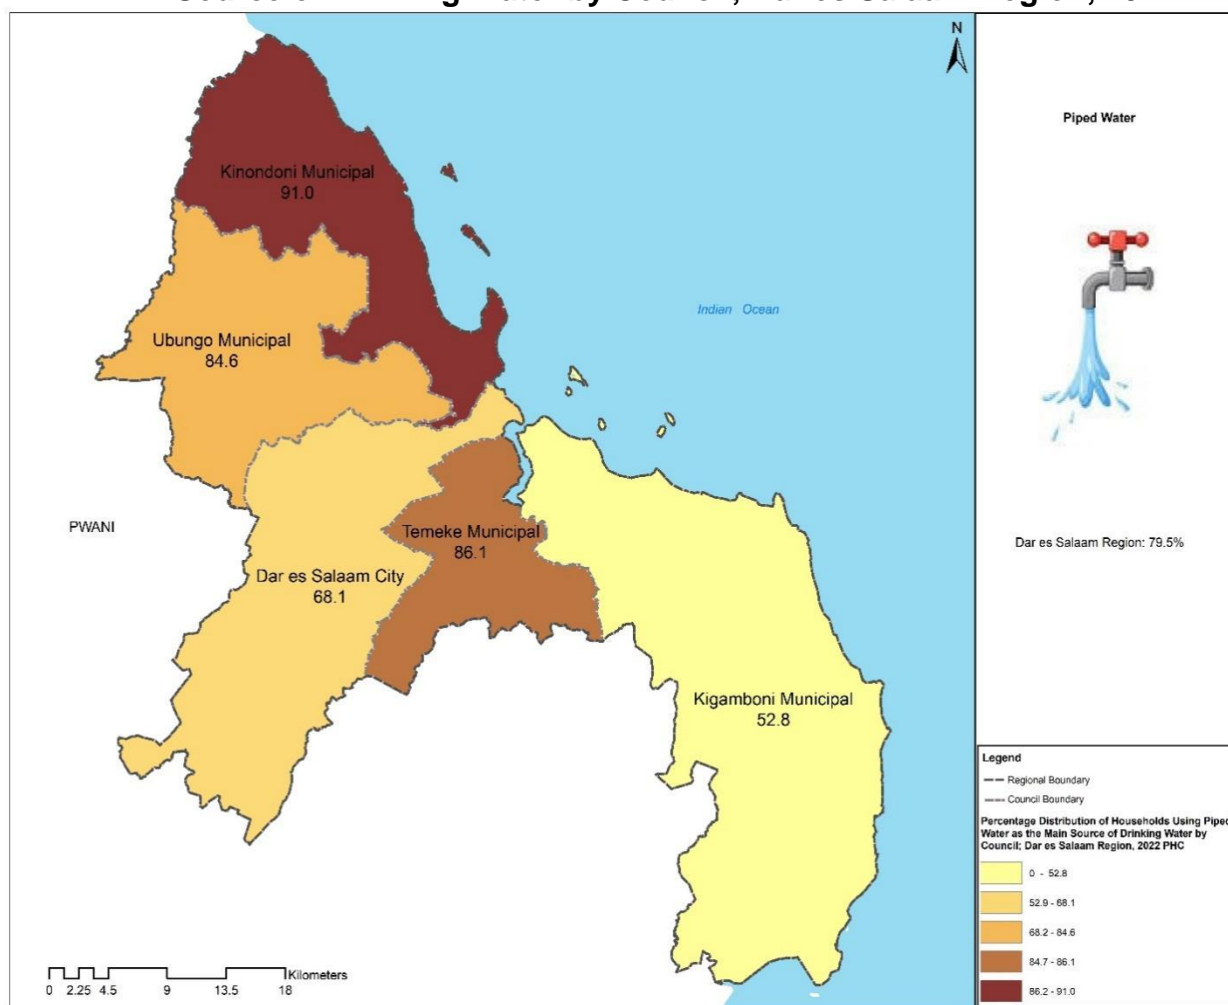 N
Piped Water
Kinondoni Municipal
91.0
Indian Ocean
Ubungo Municipal
84.6
PWANI
Temeke Municipal
86.1
Dar es Salaam Region: 79.5%
Dar es Salaam City
68.1
Kigamboni Municipal
52.8
Legend
Regional Boundary
Council Boundary
Percentage Distribution of Households Using Piped
Water as the Main Source of Drinking Water by
Council; Dar es Salaam Region, 2022 PHC
0 - 52.8
52.9 - 68.1
68.2 - 84.6
84.7 - 86.1
86.2 - 91.0
Kilometers
0 2.25 4.5 9 13.5 18